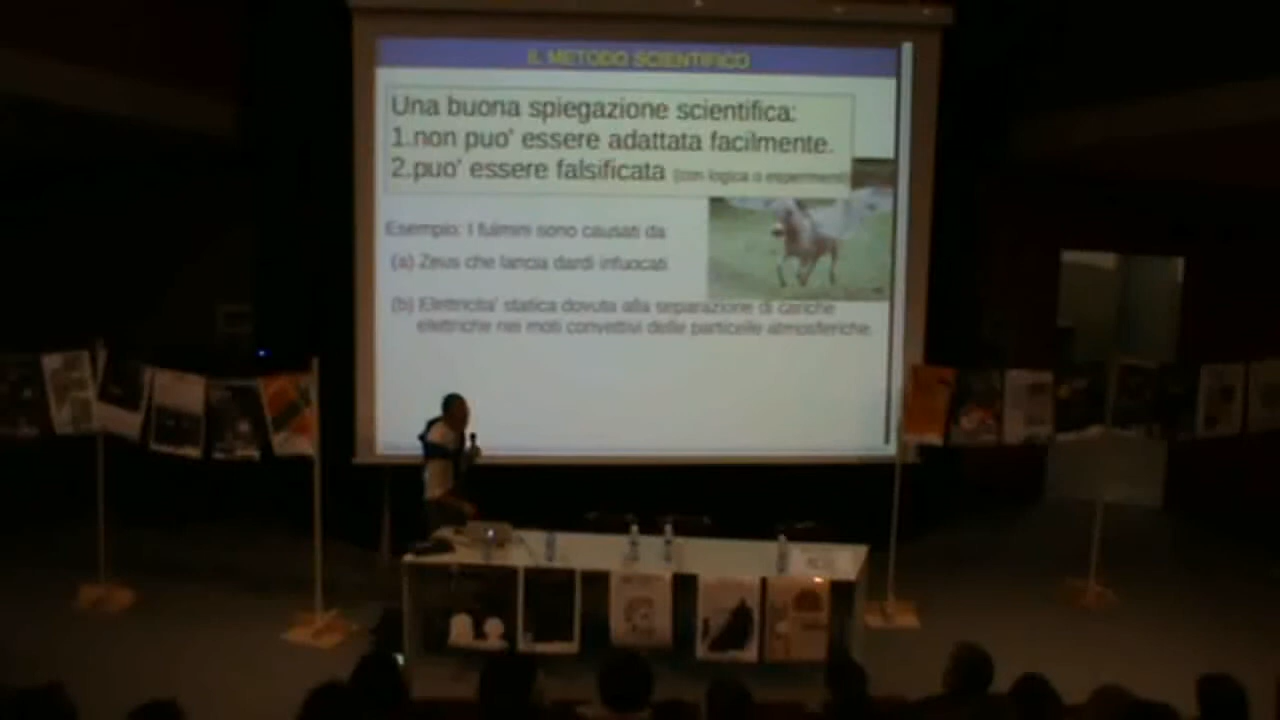 IL METODO SCIENTIFICO
Una buona spiegazione scientifica:
1.non puo' essere adattata facilmente.
2.puo' essere falsificata (con logica o esperimenti)
Esempio: I fulmini sono causati da
(a) Zeus che lancia dardi infuocati
(b) Elettricita' statica dovuta alla separazione di cariche
elettriche nei moti convettivi delle particelle atmosferiche.